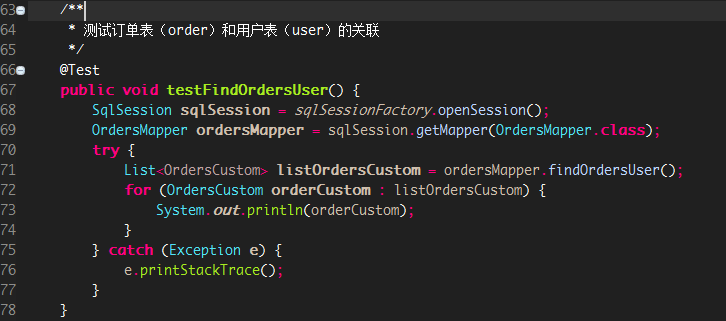 63 /**
64  * 测试订单表（order）和用户表（user）的关联
65  */
66 @Test
67 public void testFindOrdersUser() {
68     SqlSession sqlSession = sqlSessionFactory.openSession();
69     OrdersMapper ordersMapper = sqlSession.getMapper(OrdersMapper.class);
70     try {
71         List<OrdersCustom> listOrdersCustom = ordersMapper.findOrdersUser();
72         for (OrdersCustom orderCustom : listOrdersCustom) {
73             System.out.println(orderCustom);
74         }
75     } catch (Exception e) {
76         e.printStackTrace();
77     }
78 }